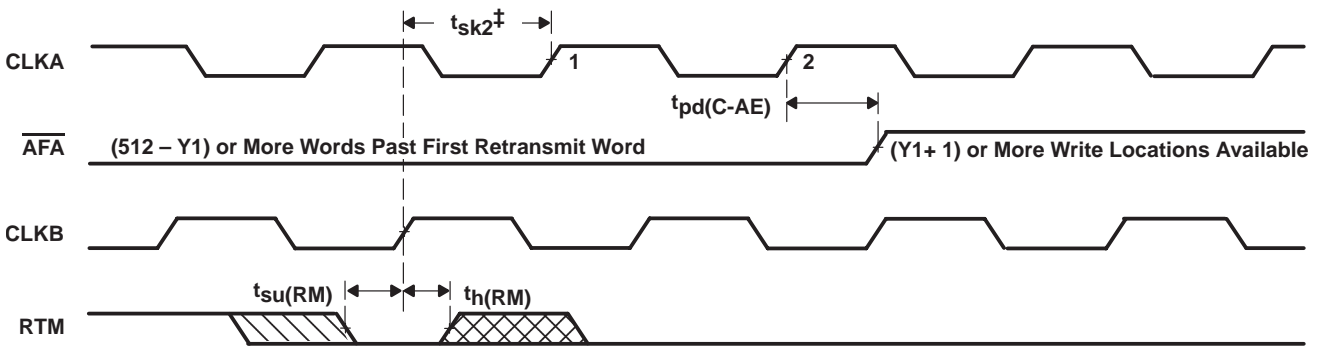 tsk2‡
CLKA
1
2
tpd(C-AE)
AFA
(512 – Y1) or More Words Past First Retransmit Word
(Y1+ 1) or More Write Locations Available
CLKB
tsu(RM)
th(RM)
RTM